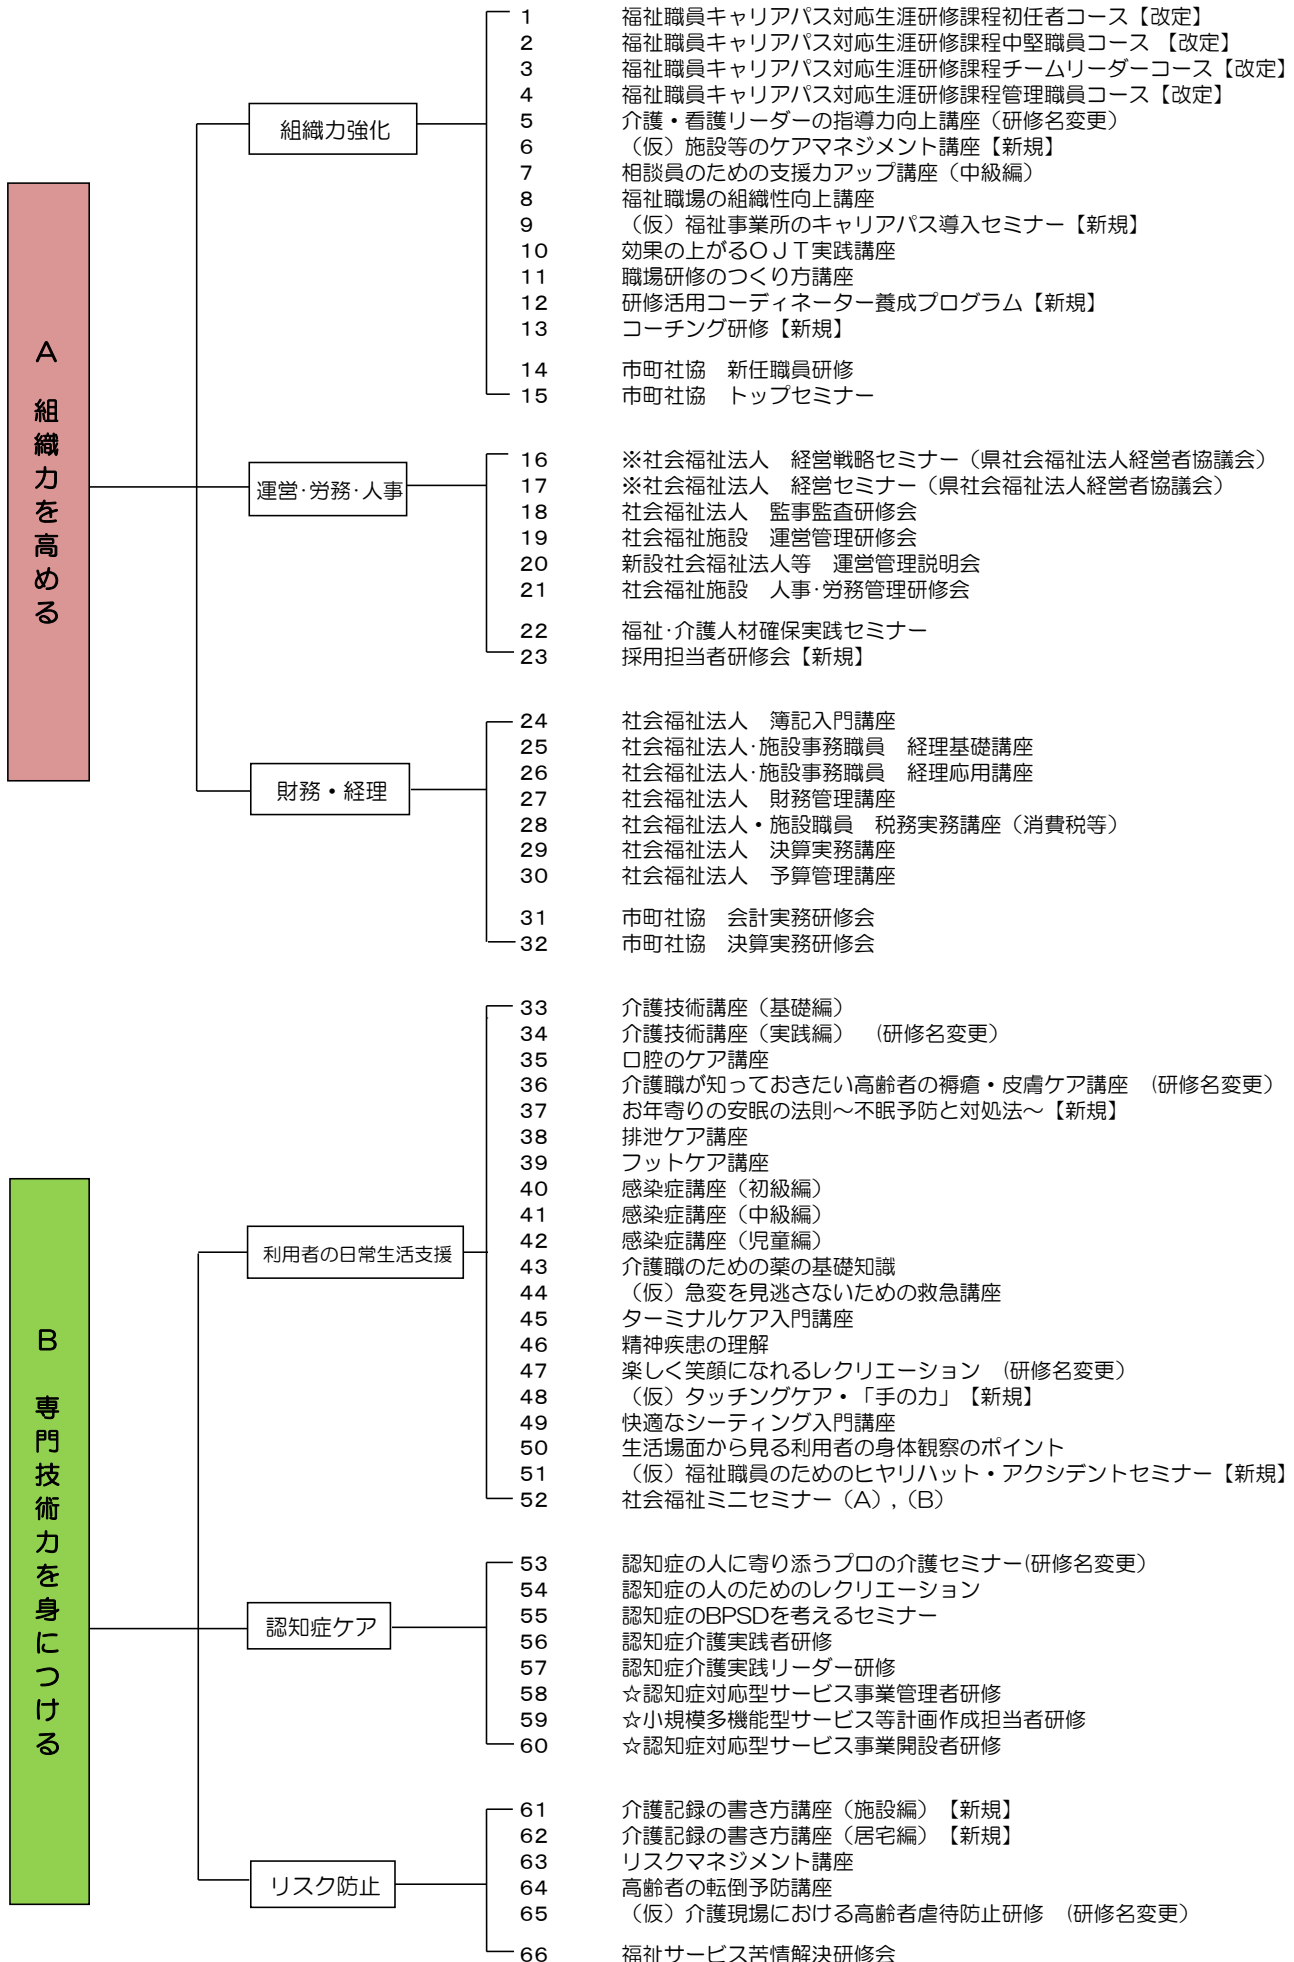 A 組織力を高める
組織力強化
1 福祉職員キャリアパス対応生涯研修課程初任者コース【改定】
2 福祉職員キャリアパス対応生涯研修課程中堅職員コース 【改定】
3 福祉職員キャリアパス対応生涯研修課程チームリーダーコース【改定】
4 福祉職員キャリアパス対応生涯研修課程管理職員コース【改定】
5 介護・看護リーダーの指導力向上講座（研修名変更）
6 （仮）施設等のケアマネジメント講座【新規】
7 相談員のための支援力アップ講座（中級編）
8 福祉職場の組織性向上講座
9 （仮）福祉事業所のキャリアパス導入セミナー【新規】
10 効果の上がるＯＪＴ実践講座
11 職場研修のつくり方講座
12 研修活用コーディネーター養成プログラム【新規】
13 コーチング研修【新規】
14 市町社協　新任職員研修
15 市町社協　トップセミナー
運営･労務･人事
16 ※社会福祉法人　経営戦略セミナー（県社会福祉法人経営者協議会）
17 ※社会福祉法人　経営セミナー（県社会福祉法人経営者協議会）
18 社会福祉法人　監事監査研修会
19 社会福祉施設　運営管理研修会
20 新設社会福祉法人等　運営管理説明会
21 社会福祉施設　人事･労務管理研修会
22 福祉･介護人材確保実践セミナー
23 採用担当者研修会【新規】
財務・経理
24 社会福祉法人　簿記入門講座
25 社会福祉法人･施設事務職員　経理基礎講座
26 社会福祉法人･施設事務職員　経理応用講座
27 社会福祉法人　財務管理講座
28 社会福祉法人・施設職員　税務実務講座（消費税等）
29 社会福祉法人　決算実務講座
30 社会福祉法人　予算管理講座
31 市町社協　会計実務研修会
32 市町社協　決算実務研修会
B 専門技術力を身につける
利用者の日常生活支援
33 介護技術講座（基礎編）
34 介護技術講座（実践編）　(研修名変更）
35 口腔のケア講座
36 介護職が知っておきたい高齢者の褥瘡・皮膚ケア講座　(研修名変更）
37 お年寄りの安眠の法則～不眠予防と対処法～【新規】
38 排泄ケア講座
39 フットケア講座
40 感染症講座（初級編）
41 感染症講座（中級編）
42 感染症講座（児童編）
43 介護職のための薬の基礎知識
44 （仮）急変を見逃さないための救急講座
45 ターミナルケア入門講座
46 精神疾患の理解
47 楽しく笑顔になれるレクリエーション　(研修名変更）
48 （仮）タッチングケア・「手の力」【新規】
49 快適なシーティング入門講座
50 生活場面から見る利用者の身体観察のポイント
51 （仮）福祉職員のためのヒヤリハット・アクシデントセミナー【新規】
52 社会福祉ミニセミナー（A）,（B）
認知症ケア
53 認知症の人に寄り添うプロの介護セミナー(研修名変更）
54 認知症の人のためのレクリエーション
55 認知症のBPSDを考えるセミナー
56 認知症介護実践者研修
57 認知症介護実践リーダー研修
58 ☆認知症対応型サービス事業管理者研修
59 ☆小規模多機能型サービス等計画作成担当者研修
60 ☆認知症対応型サービス事業開設者研修
リスク防止
61 介護記録の書き方講座（施設編）【新規】
62 介護記録の書き方講座（居宅編）【新規】
63 リスクマネジメント講座
64 高齢者の転倒予防講座
65 （仮）介護現場における高齢者虐待防止研修　(研修名変更）
66 福祉サービス苦情解決研修会